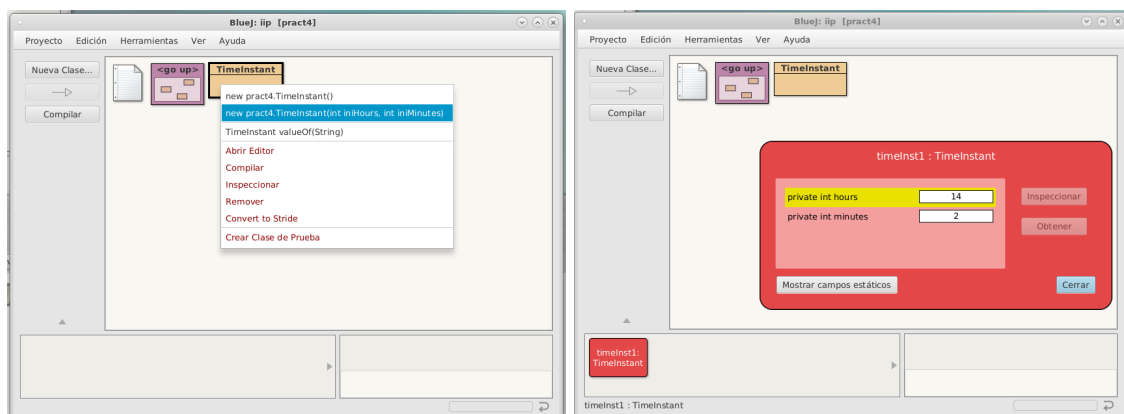 BlueJ: iip [pract4]
Proyecto Edición Herramientas Ver Ayuda
Nueva Clase...
Compilar
<go up>
TimeInstant
new pract4.TimeInstant()
new pract4.TimeInstant(int iniHours, int iniMinutes)
TimeInstant valueOf(String)
Abrir Editor
Compilar
Inspeccionar
Remover
Convert to Stride
Crear Clase de Prueba
BlueJ: iip [pract4]
Proyecto Edición Herramientas Ver Ayuda
Nueva Clase...
Compilar
<go up>
TimeInstant
timeInst1 : TimeInstant
private int hours 14
private int minutes 2
Inspeccionar
Obtener
Mostrar campos estáticos
Cerrar
timeInst1:
TimeInstant
timeInst1 : TimeInstant